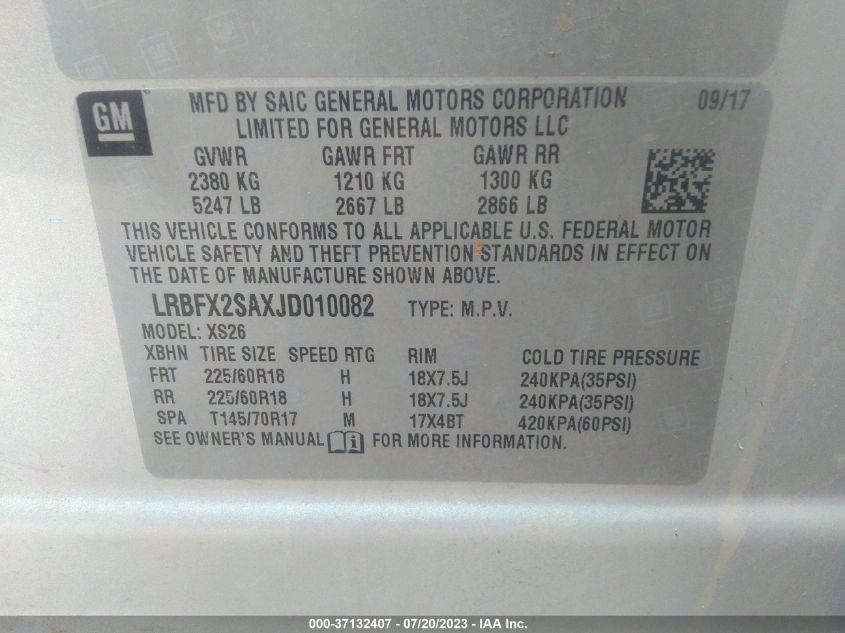 GM
MFD BY SAIC GENERAL MOTORS CORPORATION 09/17
LIMITED FOR GENERAL MOTORS LLC
GVWR GAWR FRT GAWR RR
2380 KG 1210 KG 1300 KG
5247 LB 2667 LB 2866 LB
THIS VEHICLE CONFORMS TO ALL APPLICABLE U.S. FEDERAL MOTOR
VEHICLE SAFETY AND THEFT PREVENTION STANDARDS IN EFFECT ON
THE DATE OF MANUFACTURE SHOWN ABOVE.
LRBFX2SAXJD010082 TYPE: M.P.V.
MODEL: XS26
XBHN TIRE SIZE SPEED RTG RIM COLD TIRE PRESSURE
FRT 225/60R18 H 18X7.5J 240KPA(35PSI)
RR 225/60R18 H 18X7.5J 240KPA(35PSI)
SPA T145/70R17 M 17X4BT 420KPA(60PSI)
SEE OWNER'S MANUAL i FOR MORE INFORMATION.
000-37132407 - 07/20/2023 - IAA Inc.